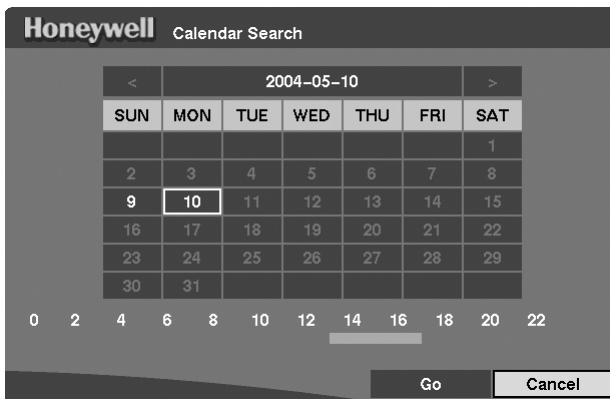 Honeywell Calendar Search
< 2004-05-10 >
SUN MON TUE WED THU FRI SAT
1
2 3 4 5 6 7 8
9 10 11 12 13 14 15
16 17 18 19 20 21 22
23 24 25 26 27 28 29
30 31
0 2 4 6 8 10 12 14 16 18 20 22
Go Cancel